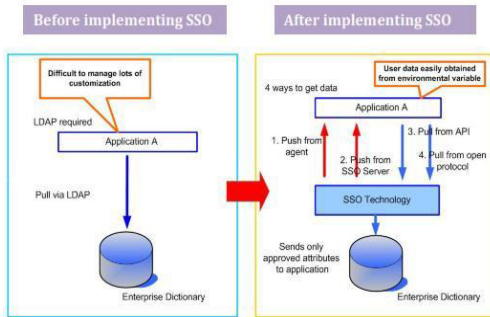 Before implementing SSO
After implementing SSO
Difficult to manage lots of
customization
LDAP required
Application A
Pull via LDAP
Enterprise Dictionary
User data easily obtained
from environmental variable
4 ways to get data
Application A
1. Push from
agent
2. Push from
SSO Server
3. Pull from API
4. Pull from open
protocol
SSO Technology
Sends only
approved attributes
to application
Enterprise Dictionary